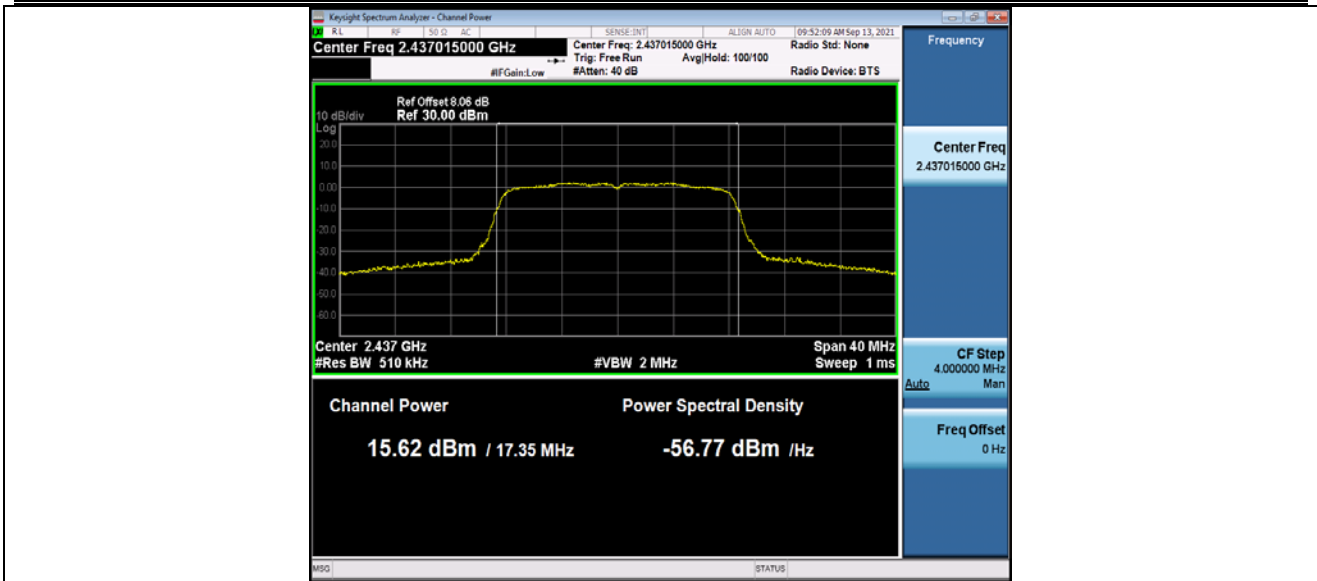 Keysight Spectrum Analyzer - Channel Power
RL RF 50 Ω AC SENSE:INT ALIGN AUTO 09:52:09 AM Sep 13, 2021
Center Freq 2.437015000 GHz
Center Freq: 2.437015000 GHz Radio Std: None
Trig: Free Run Avg|Hold: 100/100
#IFGain:Low #Atten: 40 dB Radio Device: BTS
Frequency
Ref Offset 8.06 dB
10 dB/div Ref 30.00 dBm
Log
20.0
10.0
0.00
-10.0
-20.0
-30.0
-40.0
-50.0
-60.0
Center 2.437 GHz Span 40 MHz
#Res BW 510 kHz #VBW 2 MHz Sweep 1 ms
Channel Power Power Spectral Density
15.62 dBm / 17.35 MHz -56.77 dBm /Hz
Center Freq
2.437015000 GHz
CF Step
4.000000 MHz
Auto Man
Freq Offset
0 Hz
MSG STATUS